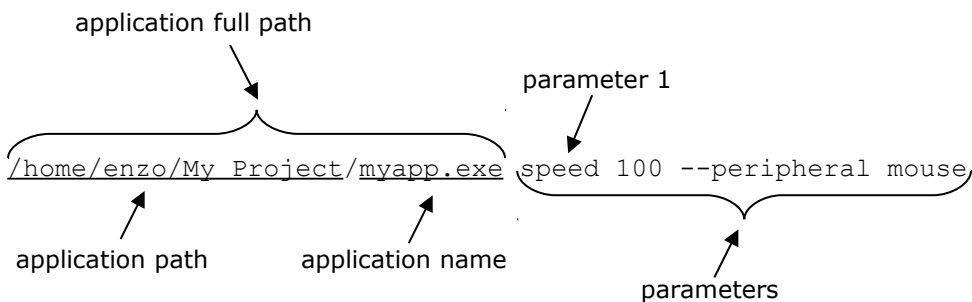 application full path
parameter 1
/home/enzo/My Project/myapp.exe speed 100 --peripheral mouse
application path
application name
parameters